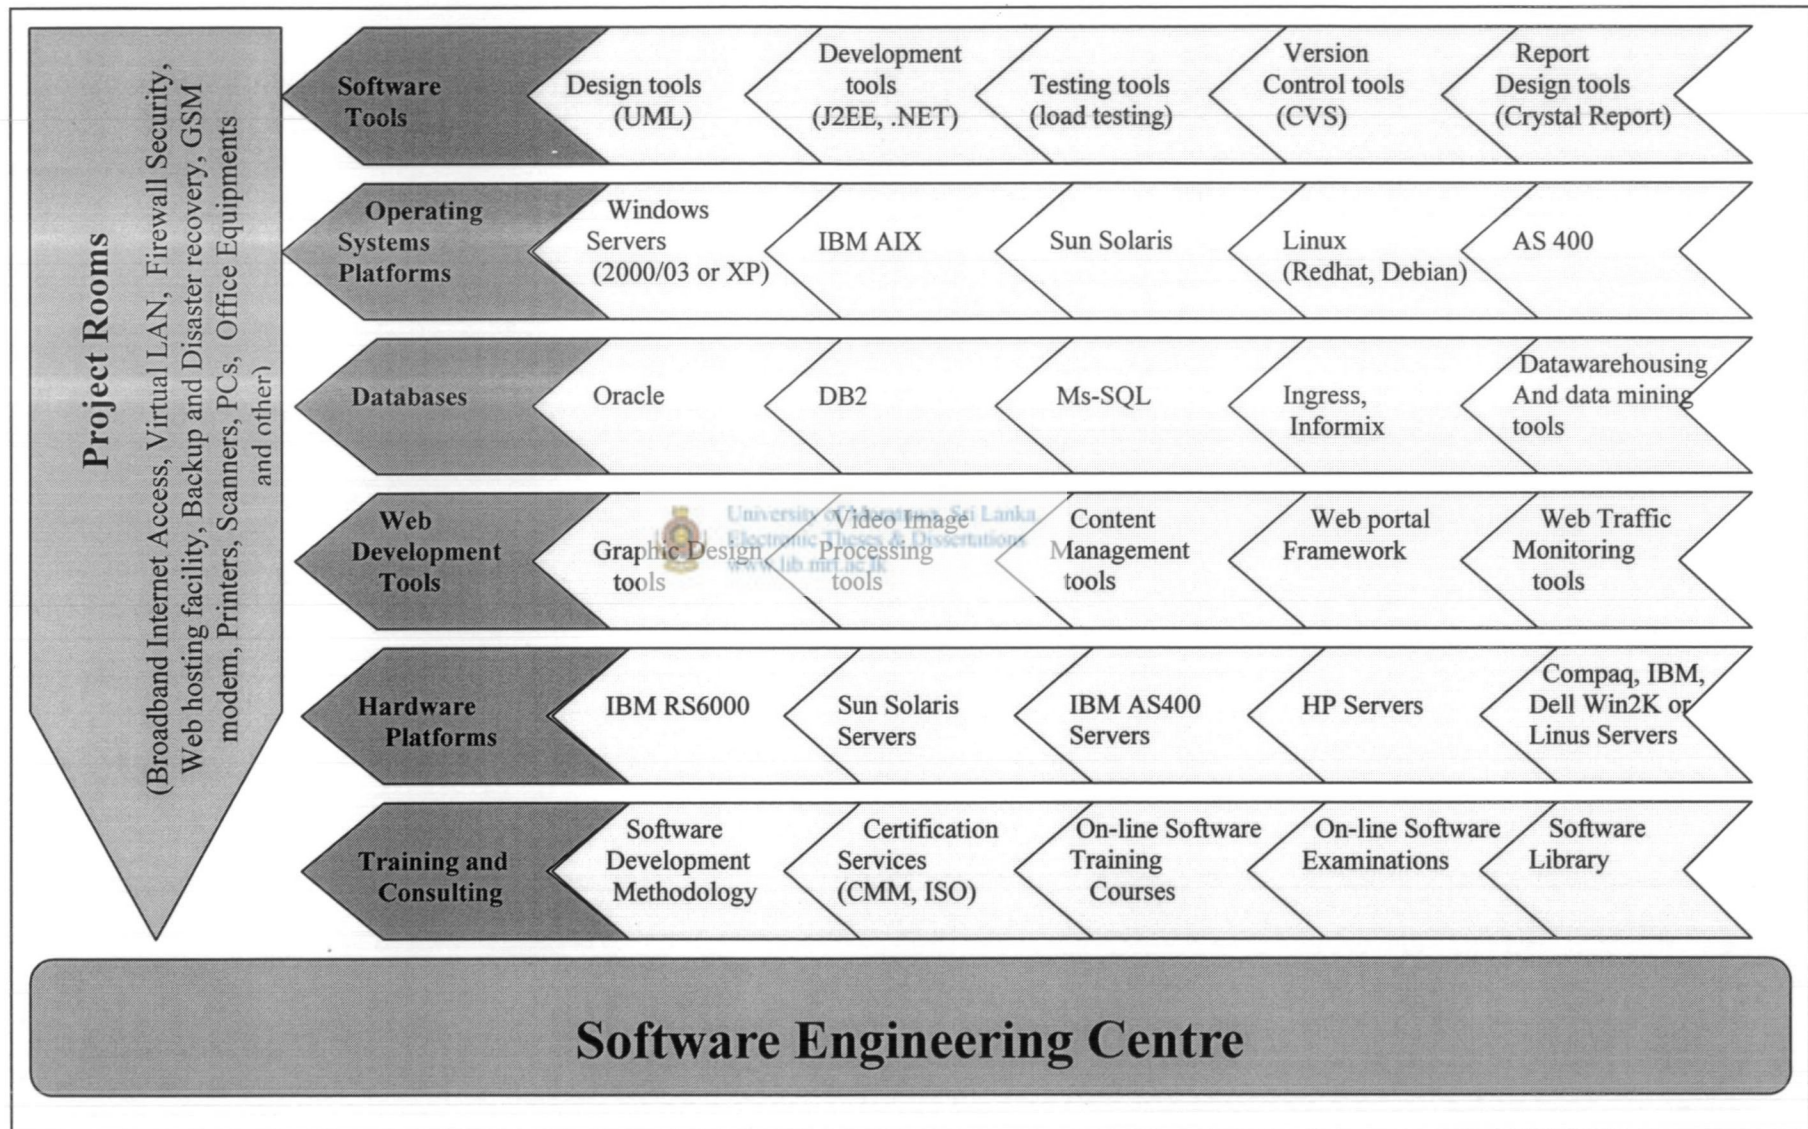 Project Rooms
(Broadband Internet Access, Virtual LAN, Firewall Security,
Web hosting facility, Backup and Disaster recovery, GSM
modem, Printers, Scanners, PCs, Office Equipments
and other)
Software
Tools
Design tools
(UML)
Development
tools
(J2EE, .NET)
Testing tools
(load testing)
Version
Control tools
(CVS)
Report
Design tools
(Crystal Report)
Operating
Systems
Platforms
Windows
Servers
(2000/03 or XP)
IBM AIX
Sun Solaris
Linux
(Redhat, Debian)
AS 400
Databases
Oracle
DB2
Ms-SQL
Ingress,
Informix
Datawarehousing
And data mining
tools
Web
Development
Tools
Graphic Design
tools
Video Image
Processing
tools
Content
Management
tools
Web portal
Framework
Web Traffic
Monitoring
tools
University of Moratuwa, Sri Lanka.
Electronic Theses & Dissertations
www.lib.mrt.ac.lk
Hardware
Platforms
IBM RS6000
Sun Solaris
Servers
IBM AS400
Servers
HP Servers
Compaq, IBM,
Dell Win2K or
Linus Servers
Training and
Consulting
Software
Development
Methodology
Certification
Services
(CMM, ISO)
On-line Software
Training
Courses
On-line Software
Examinations
Software
Library
Software Engineering Centre